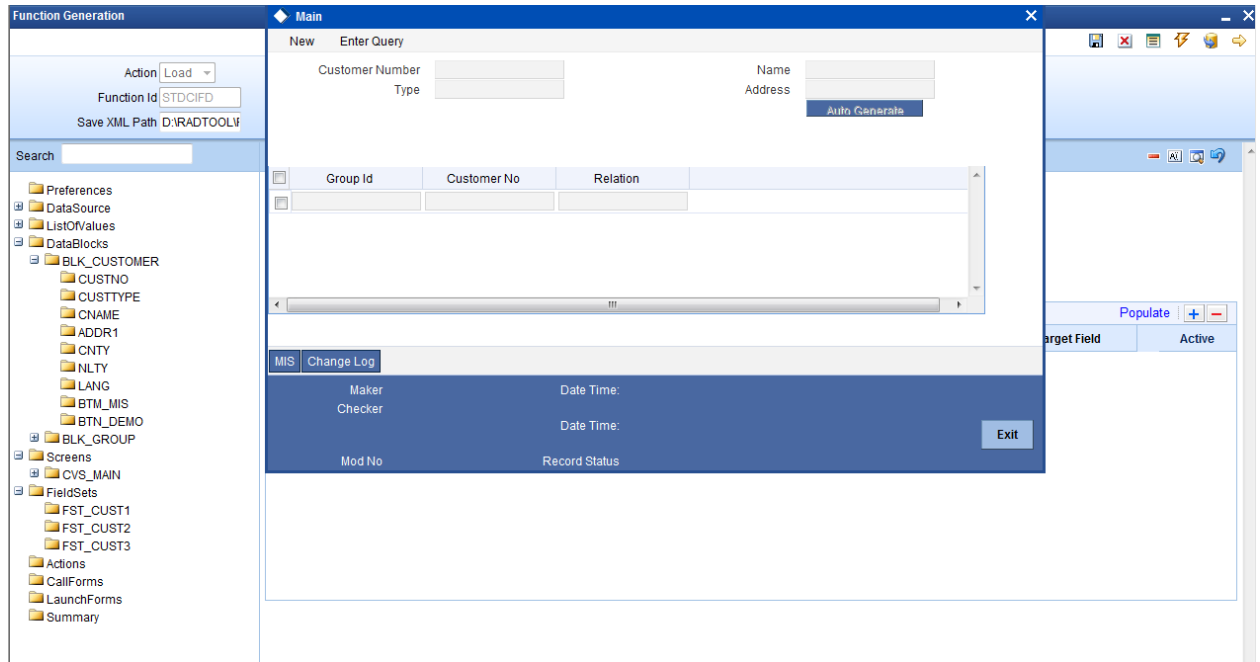 Function Generation
Action Load
Function Id STDCIFD
Save XML Path D:\RADTOOL\
Search
Preferences
DataSource
ListOfValues
DataBlocks
BLK_CUSTOMER
CUSTNO
CUSTTYPE
CNAME
ADDR1
CNTY
NLTY
LANG
BTM_MIS
BTN_DEMO
BLK_GROUP
Screens
CVS_MAIN
FieldSets
FST_CUST1
FST_CUST2
FST_CUST3
Actions
CallForms
LaunchForms
Summary
Main
New Enter Query
Customer Number Name
Type Address
Auto Generate
Group Id Customer No Relation
MIS Change Log
Maker Date Time:
Checker
Date Time:
Exit
Mod No Record Status
Populate
arget Field Active